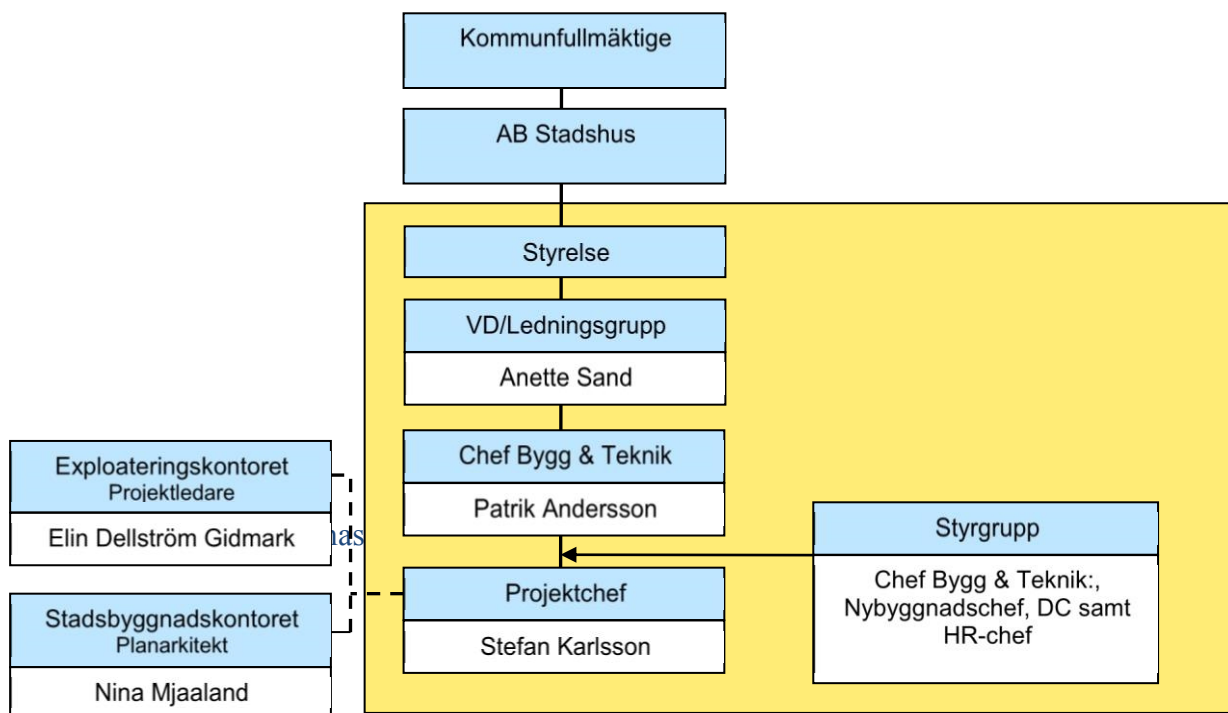 Kommunfullmäktige
AB Stadshus
Styrelse
VD/Ledningsgrupp
Anette Sand
Chef Bygg & Teknik
Patrik Andersson
Exploateringskontoret
Projektledare
Elin Dellström Gidmark
Styrgrupp
Chef Bygg & Teknik:,
Nybyggnadschef, DC samt
HR-chef
Projektchef
Stefan Karlsson
Stadsbyggnadskontoret
Planarkitekt
Nina Mjaaland